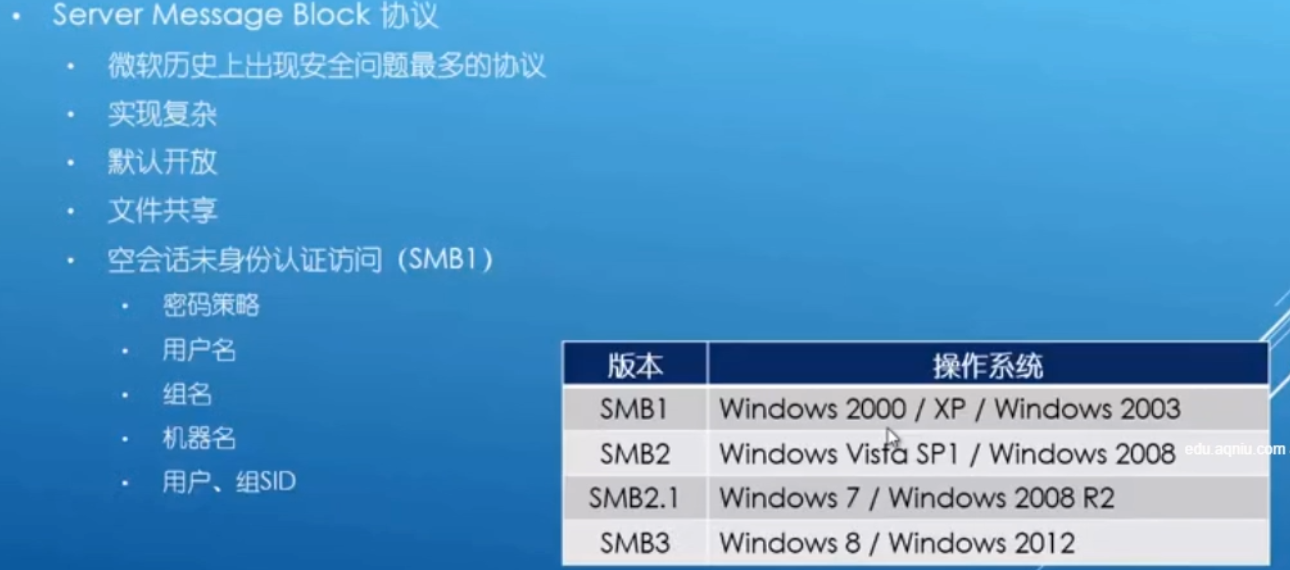 • Server Message Block 协议
• 微软历史上出现安全问题最多的协议
• 实现复杂
• 默认开放
• 文件共享
• 空会话未身份认证访问（SMB1）
• 密码策略
• 用户名
• 组名
• 机器名
• 用户、组SID
版本 操作系统
SMB1 Windows 2000 / XP / Windows 2003
SMB2 Windows Vista SP1 / Windows 2008
SMB2.1 Windows 7 / Windows 2008 R2
SMB3 Windows 8 / Windows 2012
edu.aqniu.com